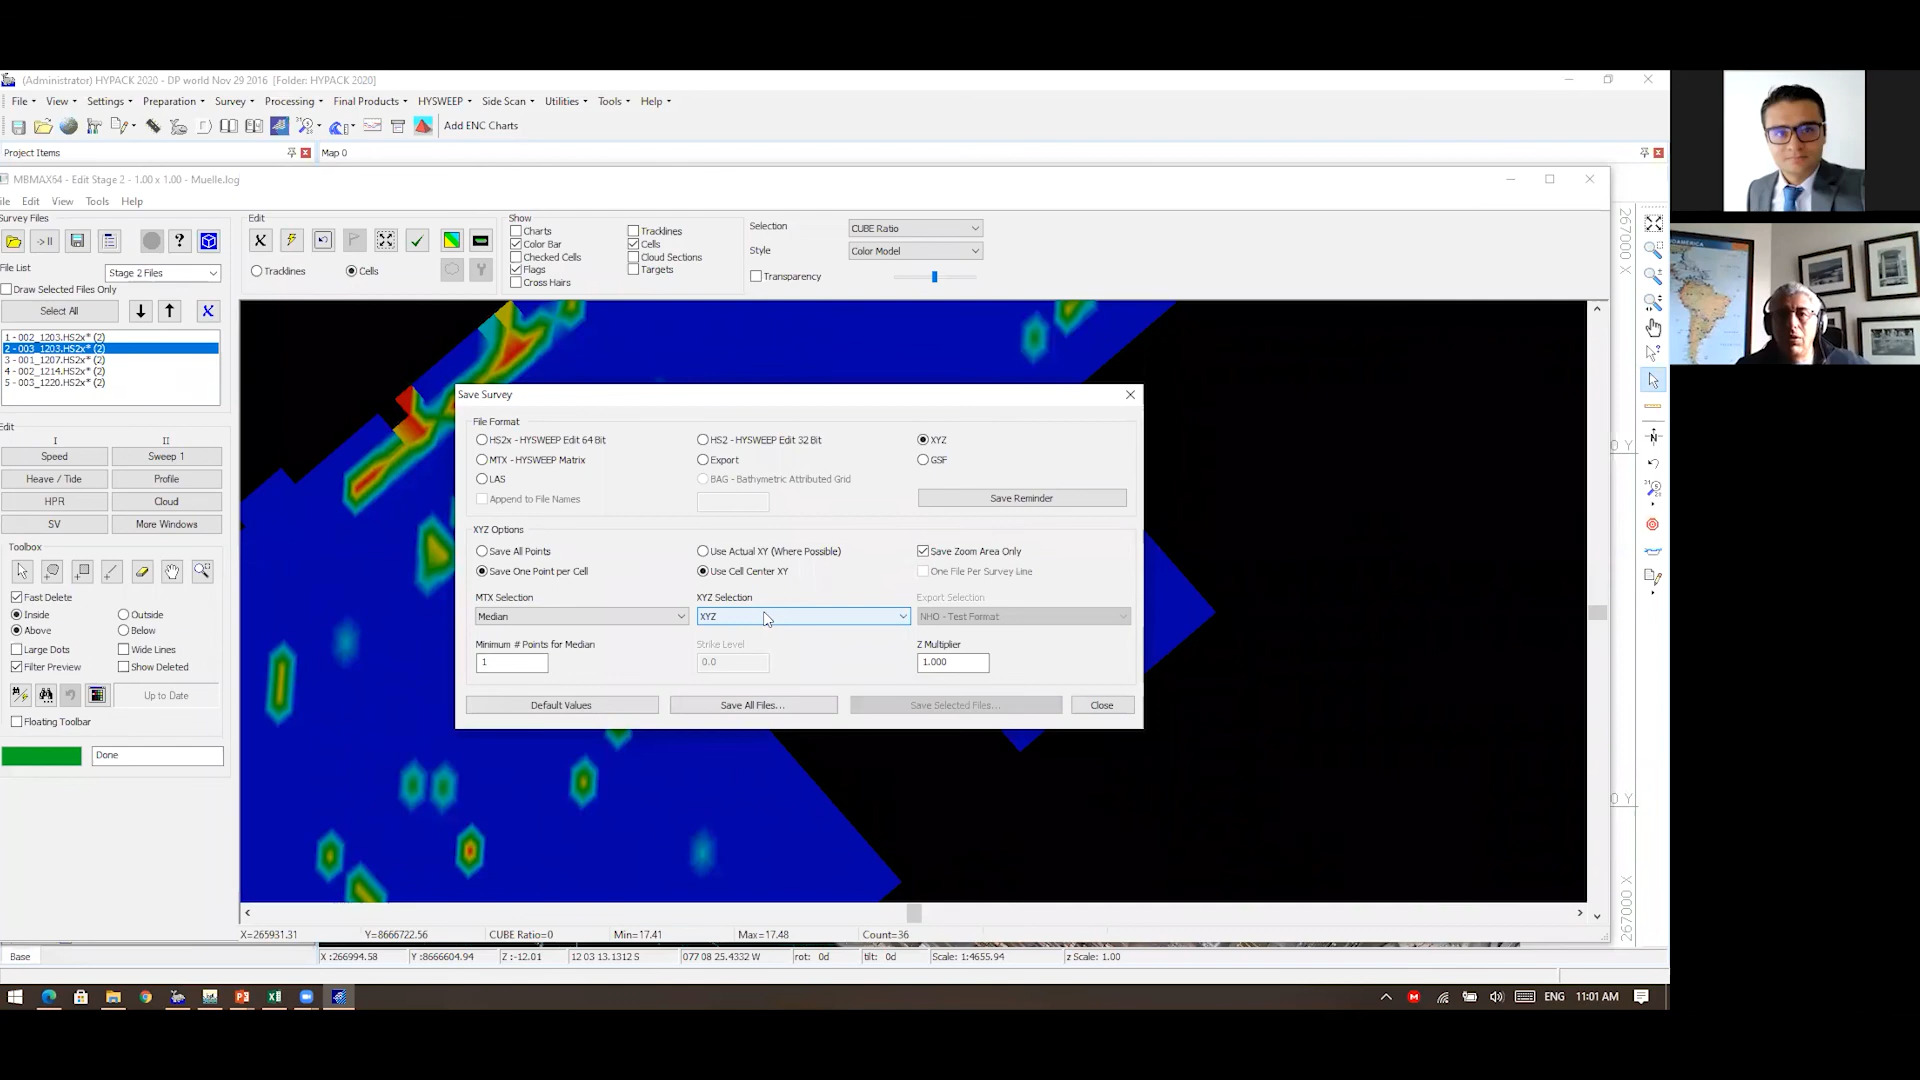 (Administrator) HYPACK 2020 - DP world Nov 29 2016 [Folder: HYPACK 2020]
File View Settings Preparation Survey Processing Final Products HYSWEEP Side Scan Utilities Tools Help
Add ENC Charts
Project Items
Map 0
MBMAX64 - Edit Stage 2 - 1.00 x 1.00 - Muelle.log
ile Edit View Tools Help
Survey Files
Edit
Show
Charts
Tracklines
Color Bar
Cells
Checked Cells
Cloud Sections
Flags
Targets
Cross Hairs
Tracklines
Cells
Selection
CUBE Ratio
Style
Color Model
Transparency
File List
Stage 2 Files
Draw Selected Files Only
Select All
1 - 002_1203.HS2x* (2)
2 - 003_1203.HS2x* (2)
3 - 001_1207.HS2x* (2)
4 - 002_1214.HS2x* (2)
5 - 003_1220.HS2x* (2)
Edit
I
II
Speed
Sweep 1
Heave / Tide
Profile
HPR
Cloud
SV
More Windows
Toolbox
Fast Delete
Inside
Outside
Above
Below
Large Dots
Wide Lines
Filter Preview
Show Deleted
Up to Date
Floating Toolbar
Done
Save Survey
File Format
HS2x - HYSWEEP Edit 64 Bit
HS2 - HYSWEEP Edit 32 Bit
XYZ
MTX - HYSWEEP Matrix
Export
GSF
LAS
BAG - Bathymetric Attributed Grid
Append to File Names
Save Reminder
XYZ Options
Save All Points
Use Actual XY (Where Possible)
Save Zoom Area Only
Save One Point per Cell
Use Cell Center XY
One File Per Survey Line
MTX Selection
XYZ Selection
Export Selection
Median
XYZ
NHO - Test Format
Minimum # Points for Median
Strike Level
Z Multiplier
1
0.0
1.000
Default Values
Save All Files...
Save Selected Files...
Close
X=265931.31
Y=8666722.56
CUBE Ratio=0
Min=17.41
Max=17.48
Count=36
Base
X :266994.58
Y :8666604.94
Z :-12.01
12 03 13.1312 S
077 08 25.4332 W
rot: 0d
tilt: 0d
Scale: 1:4655.94
z Scale: 1.00
267000 X
0 Y
0 Y
267000 X
ENG
11:01 AM